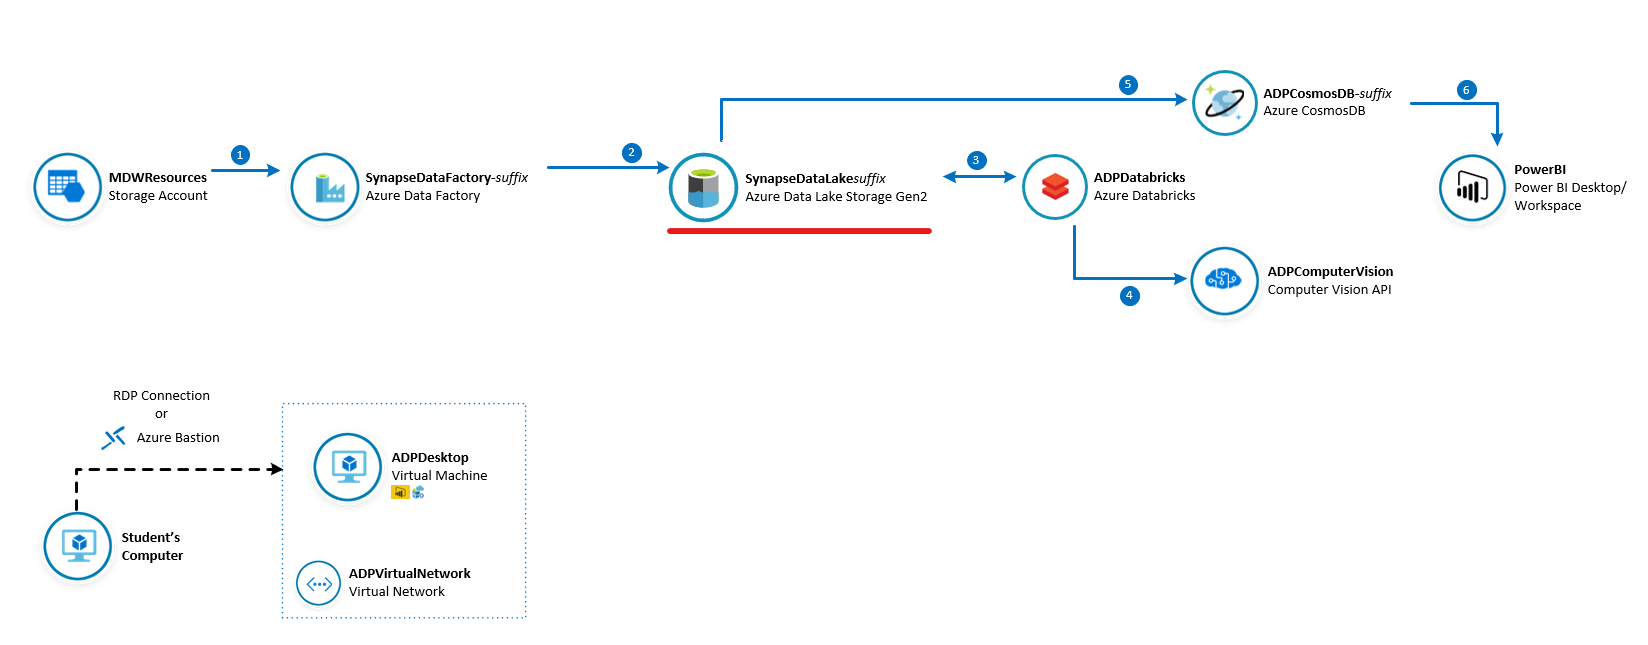 1
MDWResources
Storage Account
SynapseDataFactory-suffix
Azure Data Factory
2
SynapseDataLakesuffix
Azure Data Lake Storage Gen2
3
ADPDatabricks
Azure Databricks
4
ADPComputerVision
Computer Vision API
5
ADPCosmosDB-suffix
Azure CosmosDB
6
PowerBI
Power BI Desktop/
Workspace
RDP Connection
or
Azure Bastion
Student's
Computer
ADPDesktop
Virtual Machine
ADPVirtualNetwork
Virtual Network